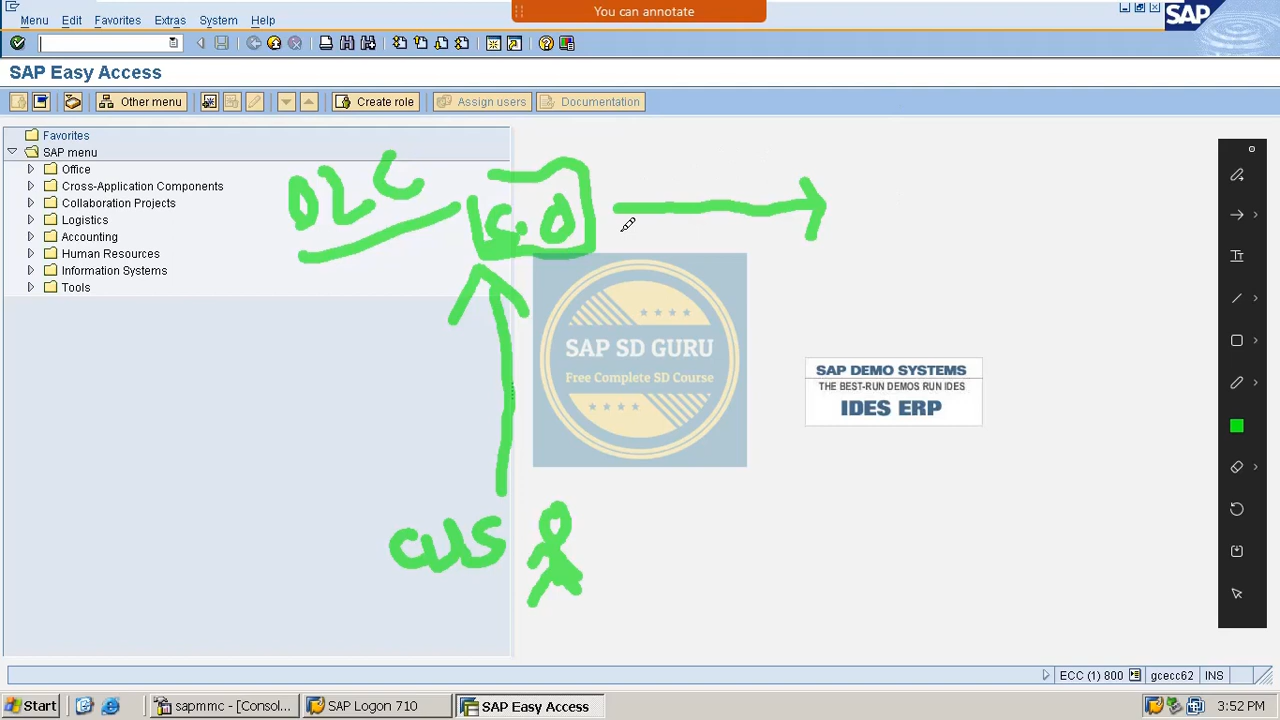 You can annotate
Menu Edit Favorites Extras System Help
SAP
SAP Easy Access
Other menu Create role Assign users Documentation
Favorites
SAP menu
Office
Cross-Application Components
Collaboration Projects
Logistics
Accounting
Human Resources
Information Systems
Tools
O2C
C.O
SAP SD GURU
Free Complete SD Course
SAP DEMO SYSTEMS
THE BEST-RUN DEMOS RUN IDES
IDES ERP
CUS
Tt
ECC (1) 800 gcecc62 INS
Start sapmmc - [Consol... SAP Logon 710 SAP Easy Access 3:52 PM